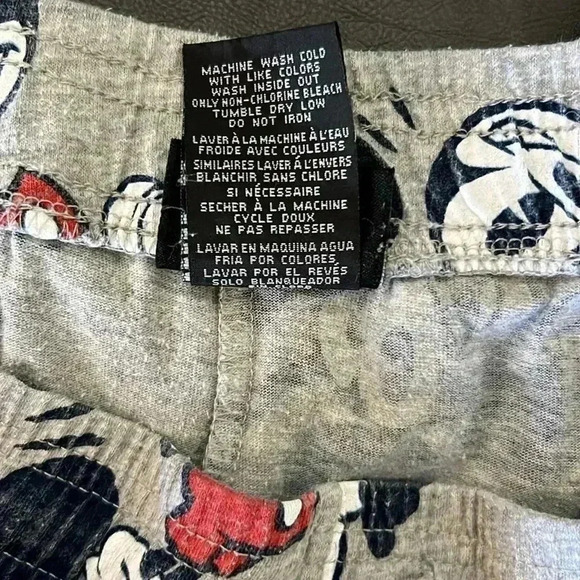 MACHINE WASH COLD
WITH LIKE COLORS
WASH INSIDE OUT
ONLY NON-CHLORINE BLEACH
TUMBLE DRY LOW
DO NOT IRON
LAVER À LA MACHINE À L'EAU
FROIDE AVEC COULEURS
SIMILAIRES LAVER À L'ENVERS
BLANCHIR SANS CHLORE
SI NÉCESSAIRE
SECHER À LA MACHINE
CYCLE DOUX
NE PAS REPASSER
LAVAR EN MAQUINA AGUA
FRIA POR COLORES
LAVAR POR EL REVÉS
SOLO BLANQUEADOR